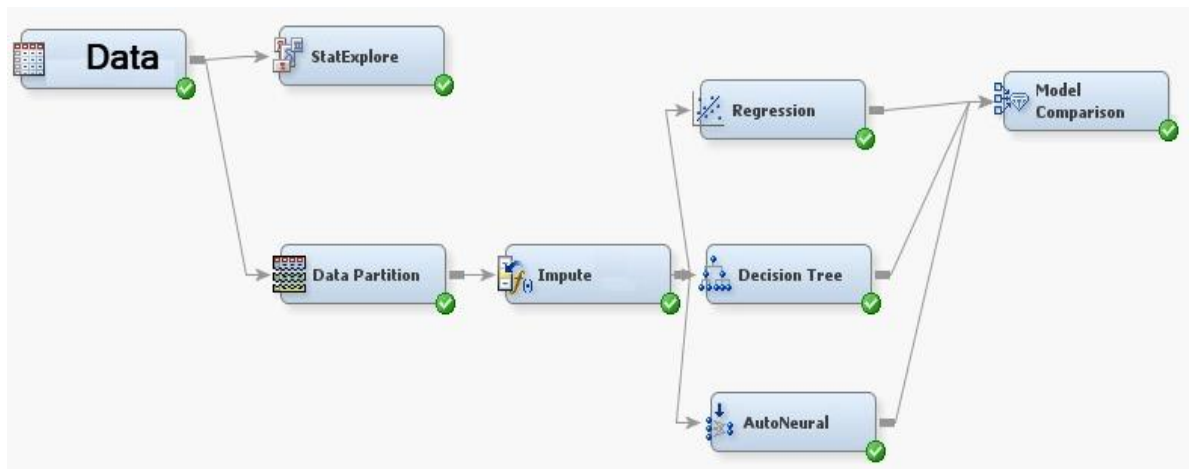 Data
StatExplore
Regression
Model
Comparison
Data Partition
Impute
Decision Tree
AutoNeural